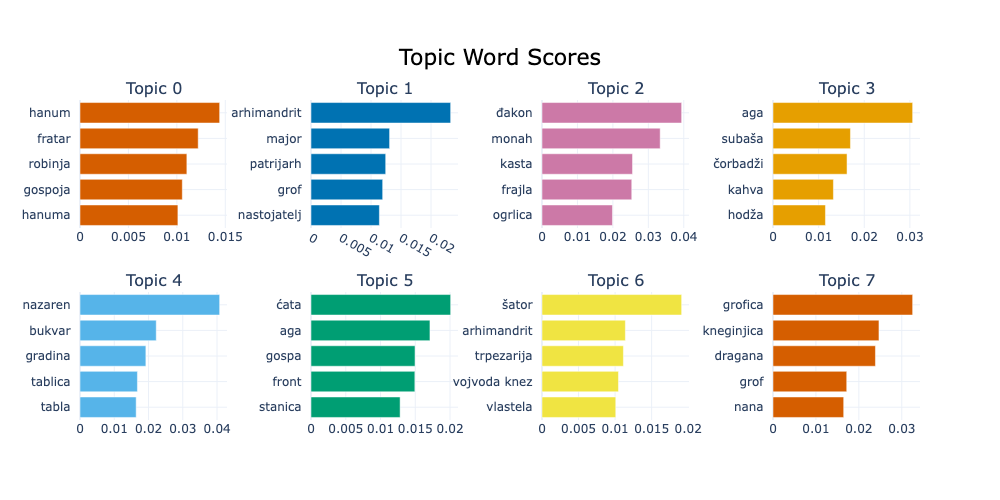 Topic Word Scores
Topic 0
hanum
fratar
robinja
gospoja
hanuma
0 0.005 0.01 0.015
Topic 1
arhimandrit
major
patrijarh
grof
nastojatelj
0 0.005 0.01 0.015 0.02
Topic 2
đakon
monah
kasta
frajla
ogrlica
0 0.01 0.02 0.03 0.04
Topic 3
aga
subaša
čorbadži
kahva
hodža
0 0.01 0.02 0.03
Topic 4
nazaren
bukvar
gradina
tablica
tabla
0 0.01 0.02 0.03 0.04
Topic 5
ćata
aga
gospa
front
stanica
0 0.005 0.01 0.015 0.02
Topic 6
šator
arhimandrit
trpezarija
vojvoda knez
vlastela
0 0.005 0.01 0.015 0.02
Topic 7
grofica
kneginjica
dragana
grof
nana
0 0.01 0.02 0.03